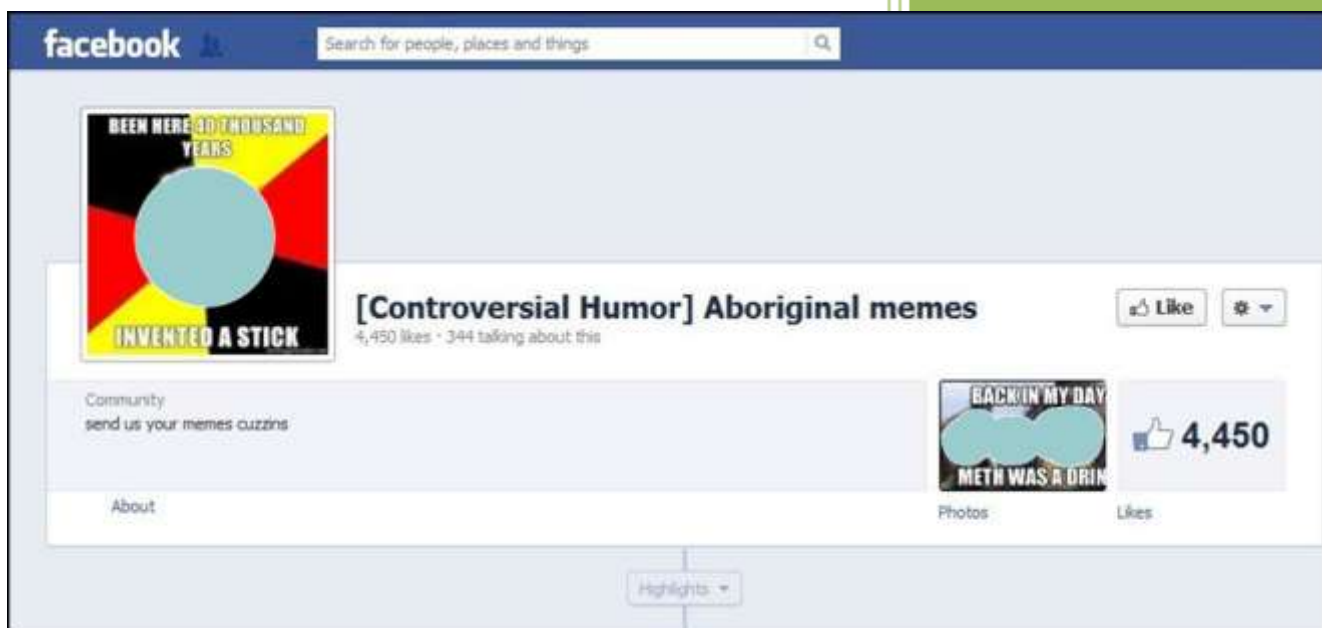 facebook
Search for people, places and things
BEEN HERE 40 THOUSAND
YEARS
INVENTED A STICK
[Controversial Humor] Aboriginal memes
4,450 likes · 344 talking about this
Like
Community
send us your memes cuzzins
About
BACK IN MY DAY
METH WAS A DRIN
Photos
4,450
Likes
Highlights